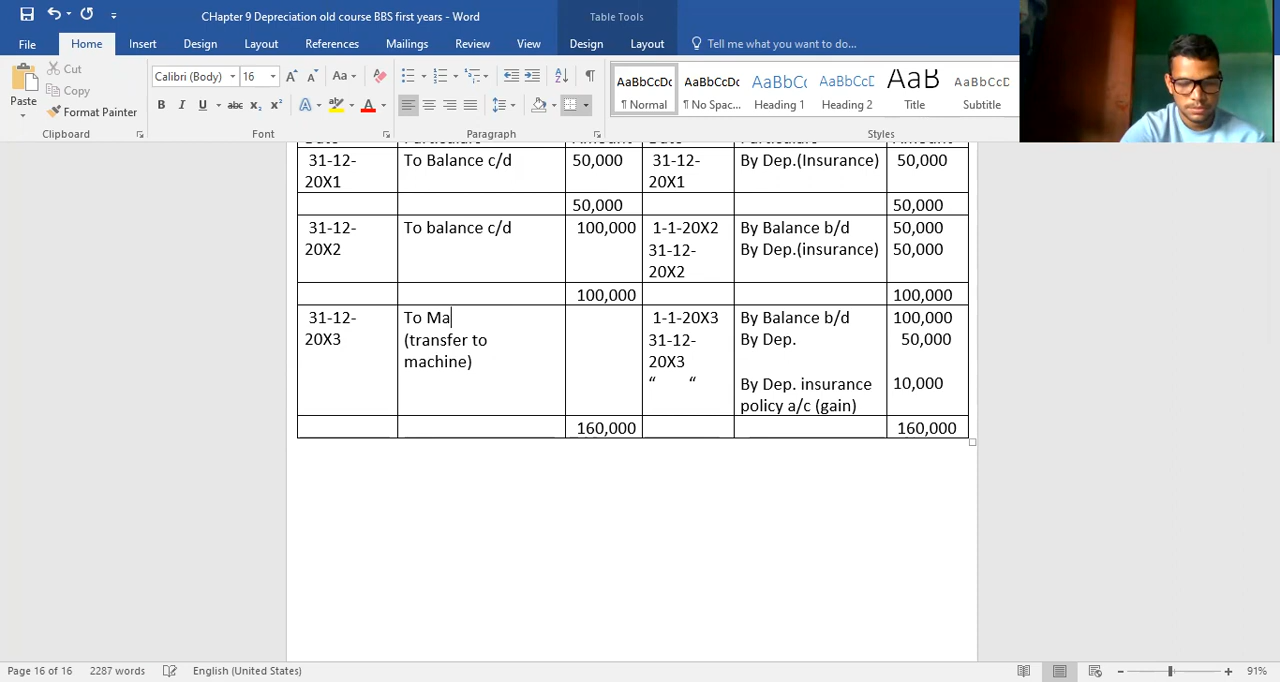 CHapter 9 Depreciation old course BBS first years - Word
Table Tools
File Home Insert Design Layout References Mailings Review View Design Layout Tell me what you want to do...
Paste
Cut
Copy
Format Painter
Clipboard
Calibri (Body) 16
Font
Paragraph
AaBbCcDc AaBbCcDc AaBbCc AaBbCcD AaB AaBbCcD
¶ Normal ¶ No Spac... Heading 1 Heading 2 Title Subtitle
Styles
31-12- To Balance c/d 50,000 31-12- By Dep.(Insurance) 50,000
20X1 20X1
50,000 50,000
31-12- To balance c/d 100,000 1-1-20X2 By Balance b/d 50,000
20X2 31-12- By Dep.(insurance) 50,000
20X2
100,000 100,000
31-12- To Ma 1-1-20X3 By Balance b/d 100,000
20X3 (transfer to 31-12- By Dep. 50,000
machine) 20X3
“ “ By Dep. insurance 10,000
policy a/c (gain)
160,000 160,000
Page 16 of 16 2287 words English (United States) 91%